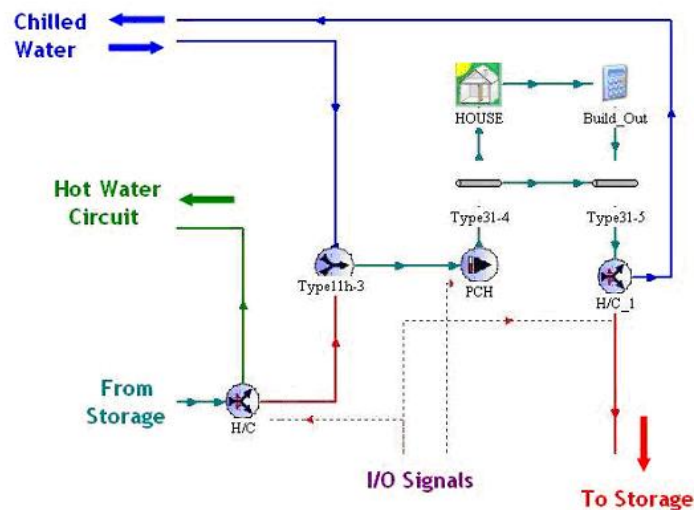 Chilled
Water
HOUSE
Build_Out
Hot Water
Circuit
Type31-4
Type31-5
Type11h-3
PCH
H/C_1
From
Storage
H/C
I/O Signals
To Storage